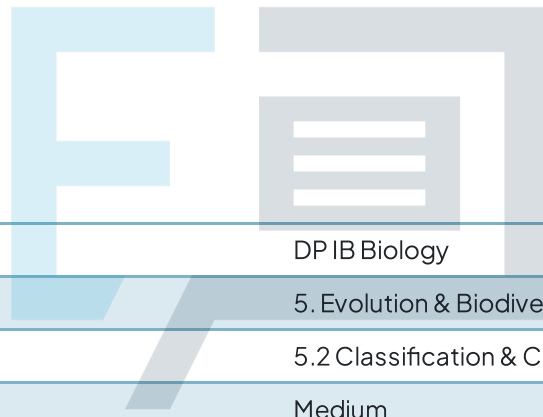 DP IB Biology
5. Evolution & Biodive
5.2 Classification & C
Medium